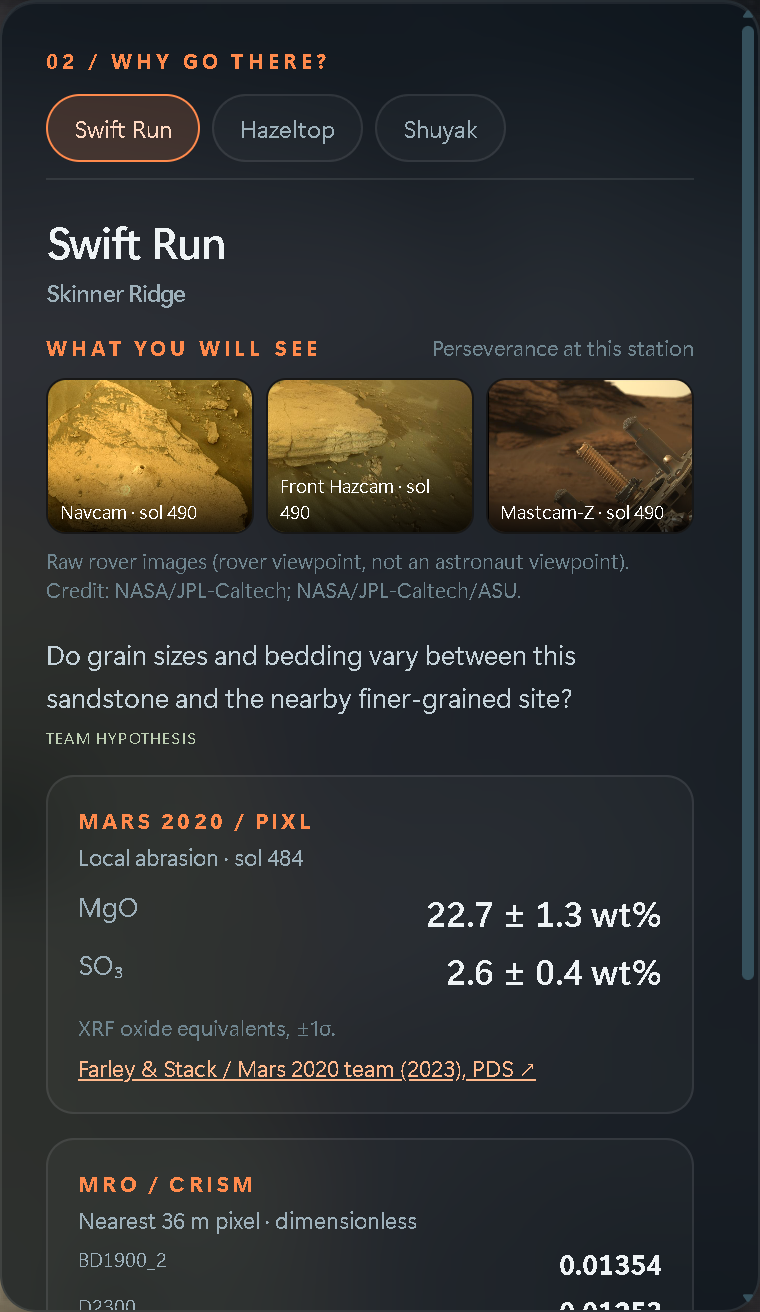 02 / WHY GO THERE?
Swift Run
Hazeltop
Shuyak
Swift Run
Skinner Ridge
WHAT YOU WILL SEE
Perseverance at this station
Navcam · sol 490
Front Hazcam · sol
490
Mastcam-Z · sol 490
Raw rover images (rover viewpoint, not an astronaut viewpoint).
Credit: NASA/JPL-Caltech; NASA/JPL-Caltech/ASU.
Do grain sizes and bedding vary between this
sandstone and the nearby finer-grained site?
TEAM HYPOTHESIS
MARS 2020 / PIXL
Local abrasion · sol 484
MgO 22.7 ± 1.3 wt%
SO₃ 2.6 ± 0.4 wt%
XRF oxide equivalents, ±1σ.
Farley & Stack / Mars 2020 team (2023), PDS ↗
MRO / CRISM
Nearest 36 m pixel · dimensionless
BD1900_2 0.01354
D2300